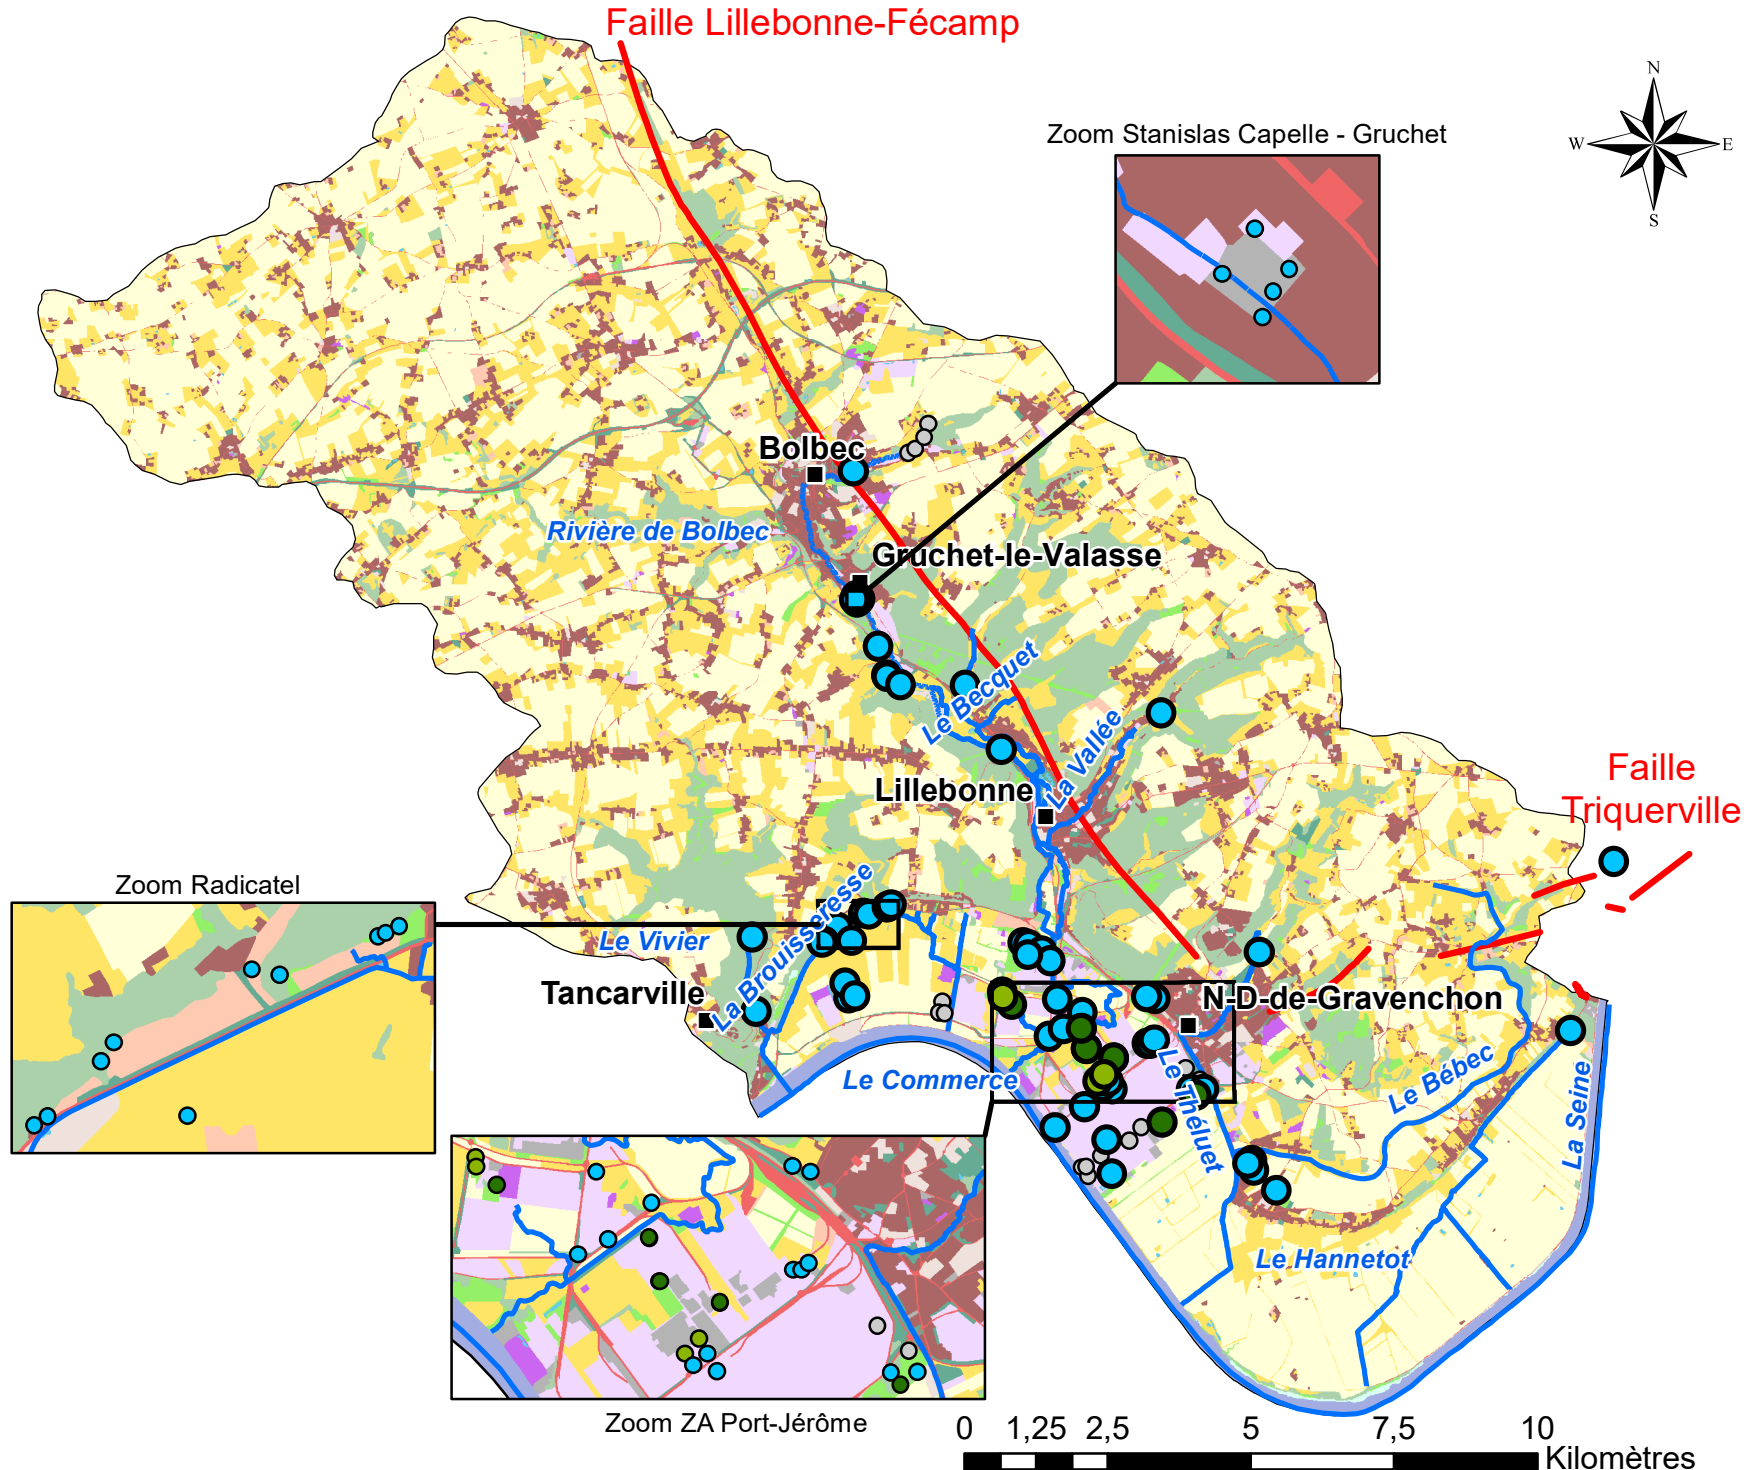 Faille Lillebonne-Fécamp
N
W
E
S
Zoom Stanislas Capelle - Gruchet
Bolbec
Rivière de Bolbec
Gruchet-le-Valasse
Le Becquet
La Vallée
Lillebonne
Faille
Triquerville
Zoom Radicatel
La Brouisseresse
Le Vivier
Tancarville
N-D-de-Gravenchon
Le Commerce
Le Théluet
Le Bébec
La Seine
Le Hannetot
Zoom ZA Port-Jérôme
0 1,25 2,5 5 7,5 10
Kilomètres